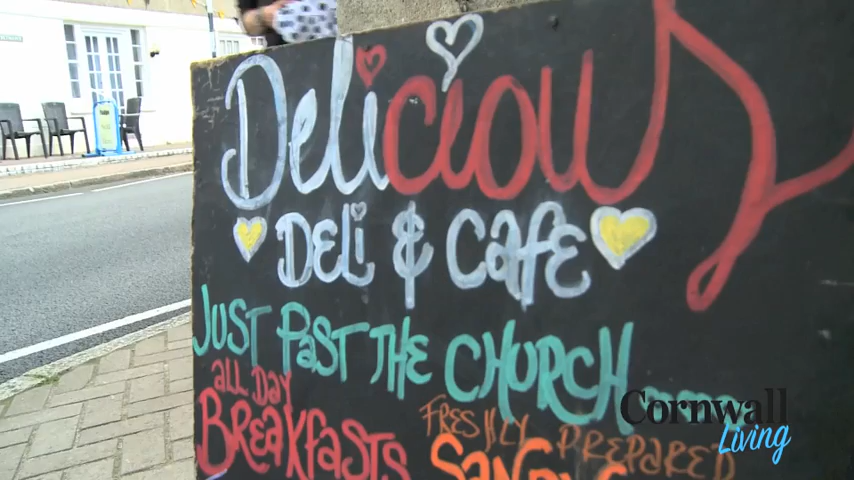 Delicious
Deli & Cafe
Just Past the Church
All Day
Breakfasts
Freshly Prepared
Cornwall
Living